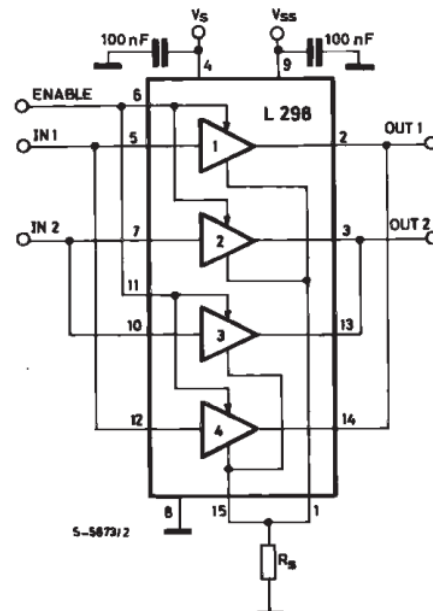 Vs Vss
100 nF 100 nF
4 9
ENABLE 6 L 298
IN 1 5 1 2 OUT 1
IN 2 7 2 3 OUT 2
11
10 3 13
12 4 14
8 15 1
S-5673/2
Rs